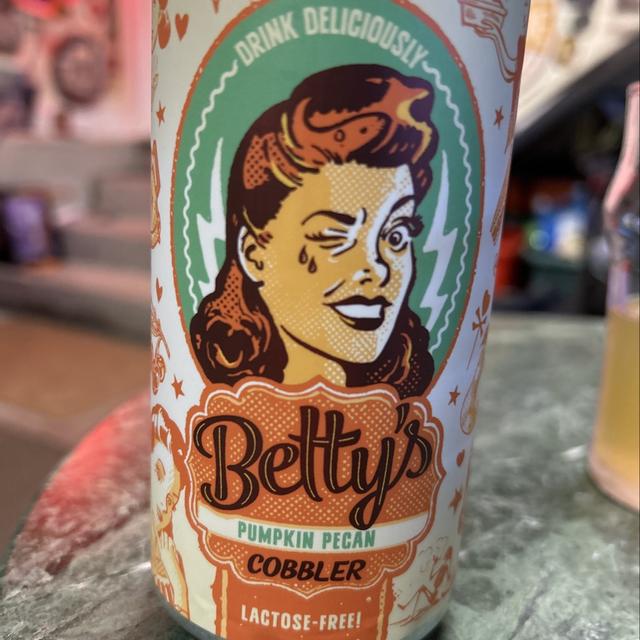 DRINK DELICIOUSLY
Betty's
PUMPKIN PECAN
COBBLER
LACTOSE-FREE!